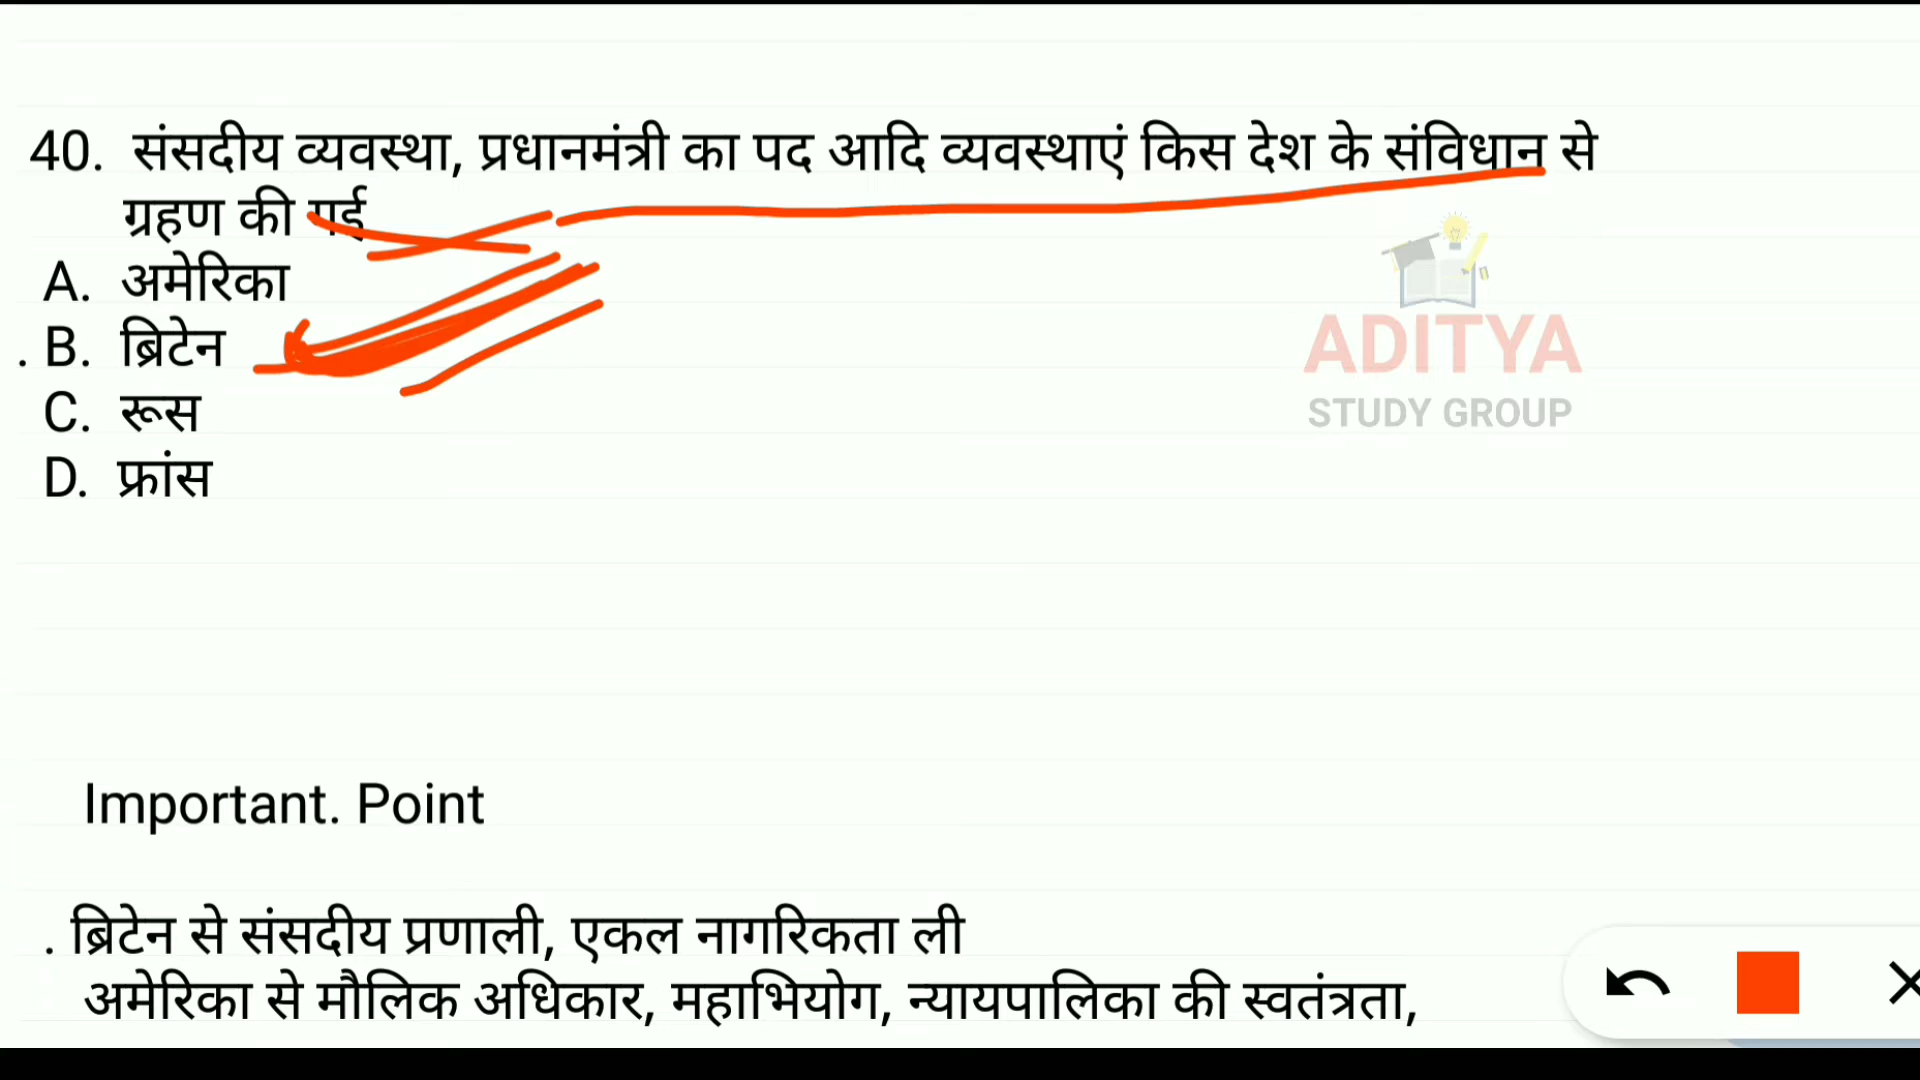 40. संसदीय व्यवस्था, प्रधानमंत्री का पद आदि व्यवस्थाएं किस देश के संविधान से
ग्रहण की गई
A. अमेरिका
. B. ब्रिटेन
C. रूस
D. फ्रांस
ADITYA
STUDY GROUP
Important. Point
. ब्रिटेन से संसदीय प्रणाली, एकल नागरिकता ली
अमेरिका से मौलिक अधिकार, महाभियोग, न्यायपालिका की स्वतंत्रता,